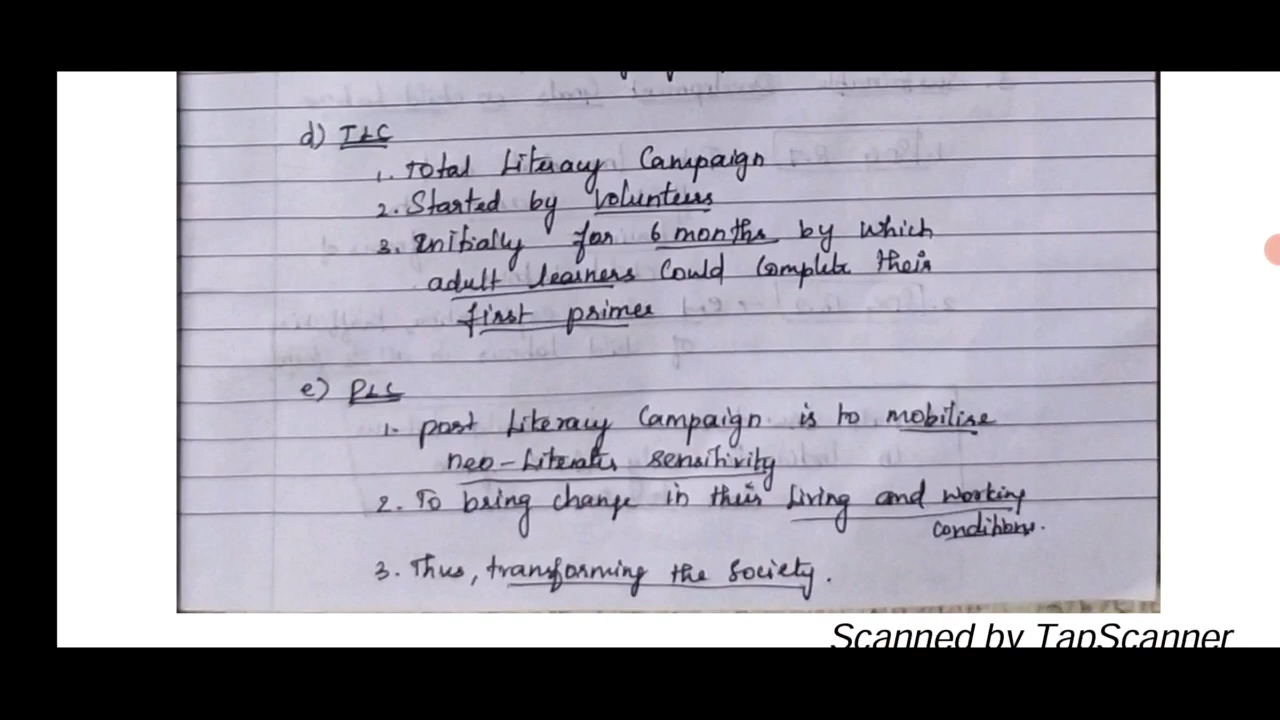 d) TLC
1. Total Literacy Campaign
2. Started by volunteers
3. Initially for 6 months by which
adult learners could complete their
first primer
e) PLC
1. post Literacy Campaign is to mobilise
neo-Literates sensitivity
2. To bring change in their living and working
conditions.
3. Thus, transforming the society.
Scanned by TapScanner